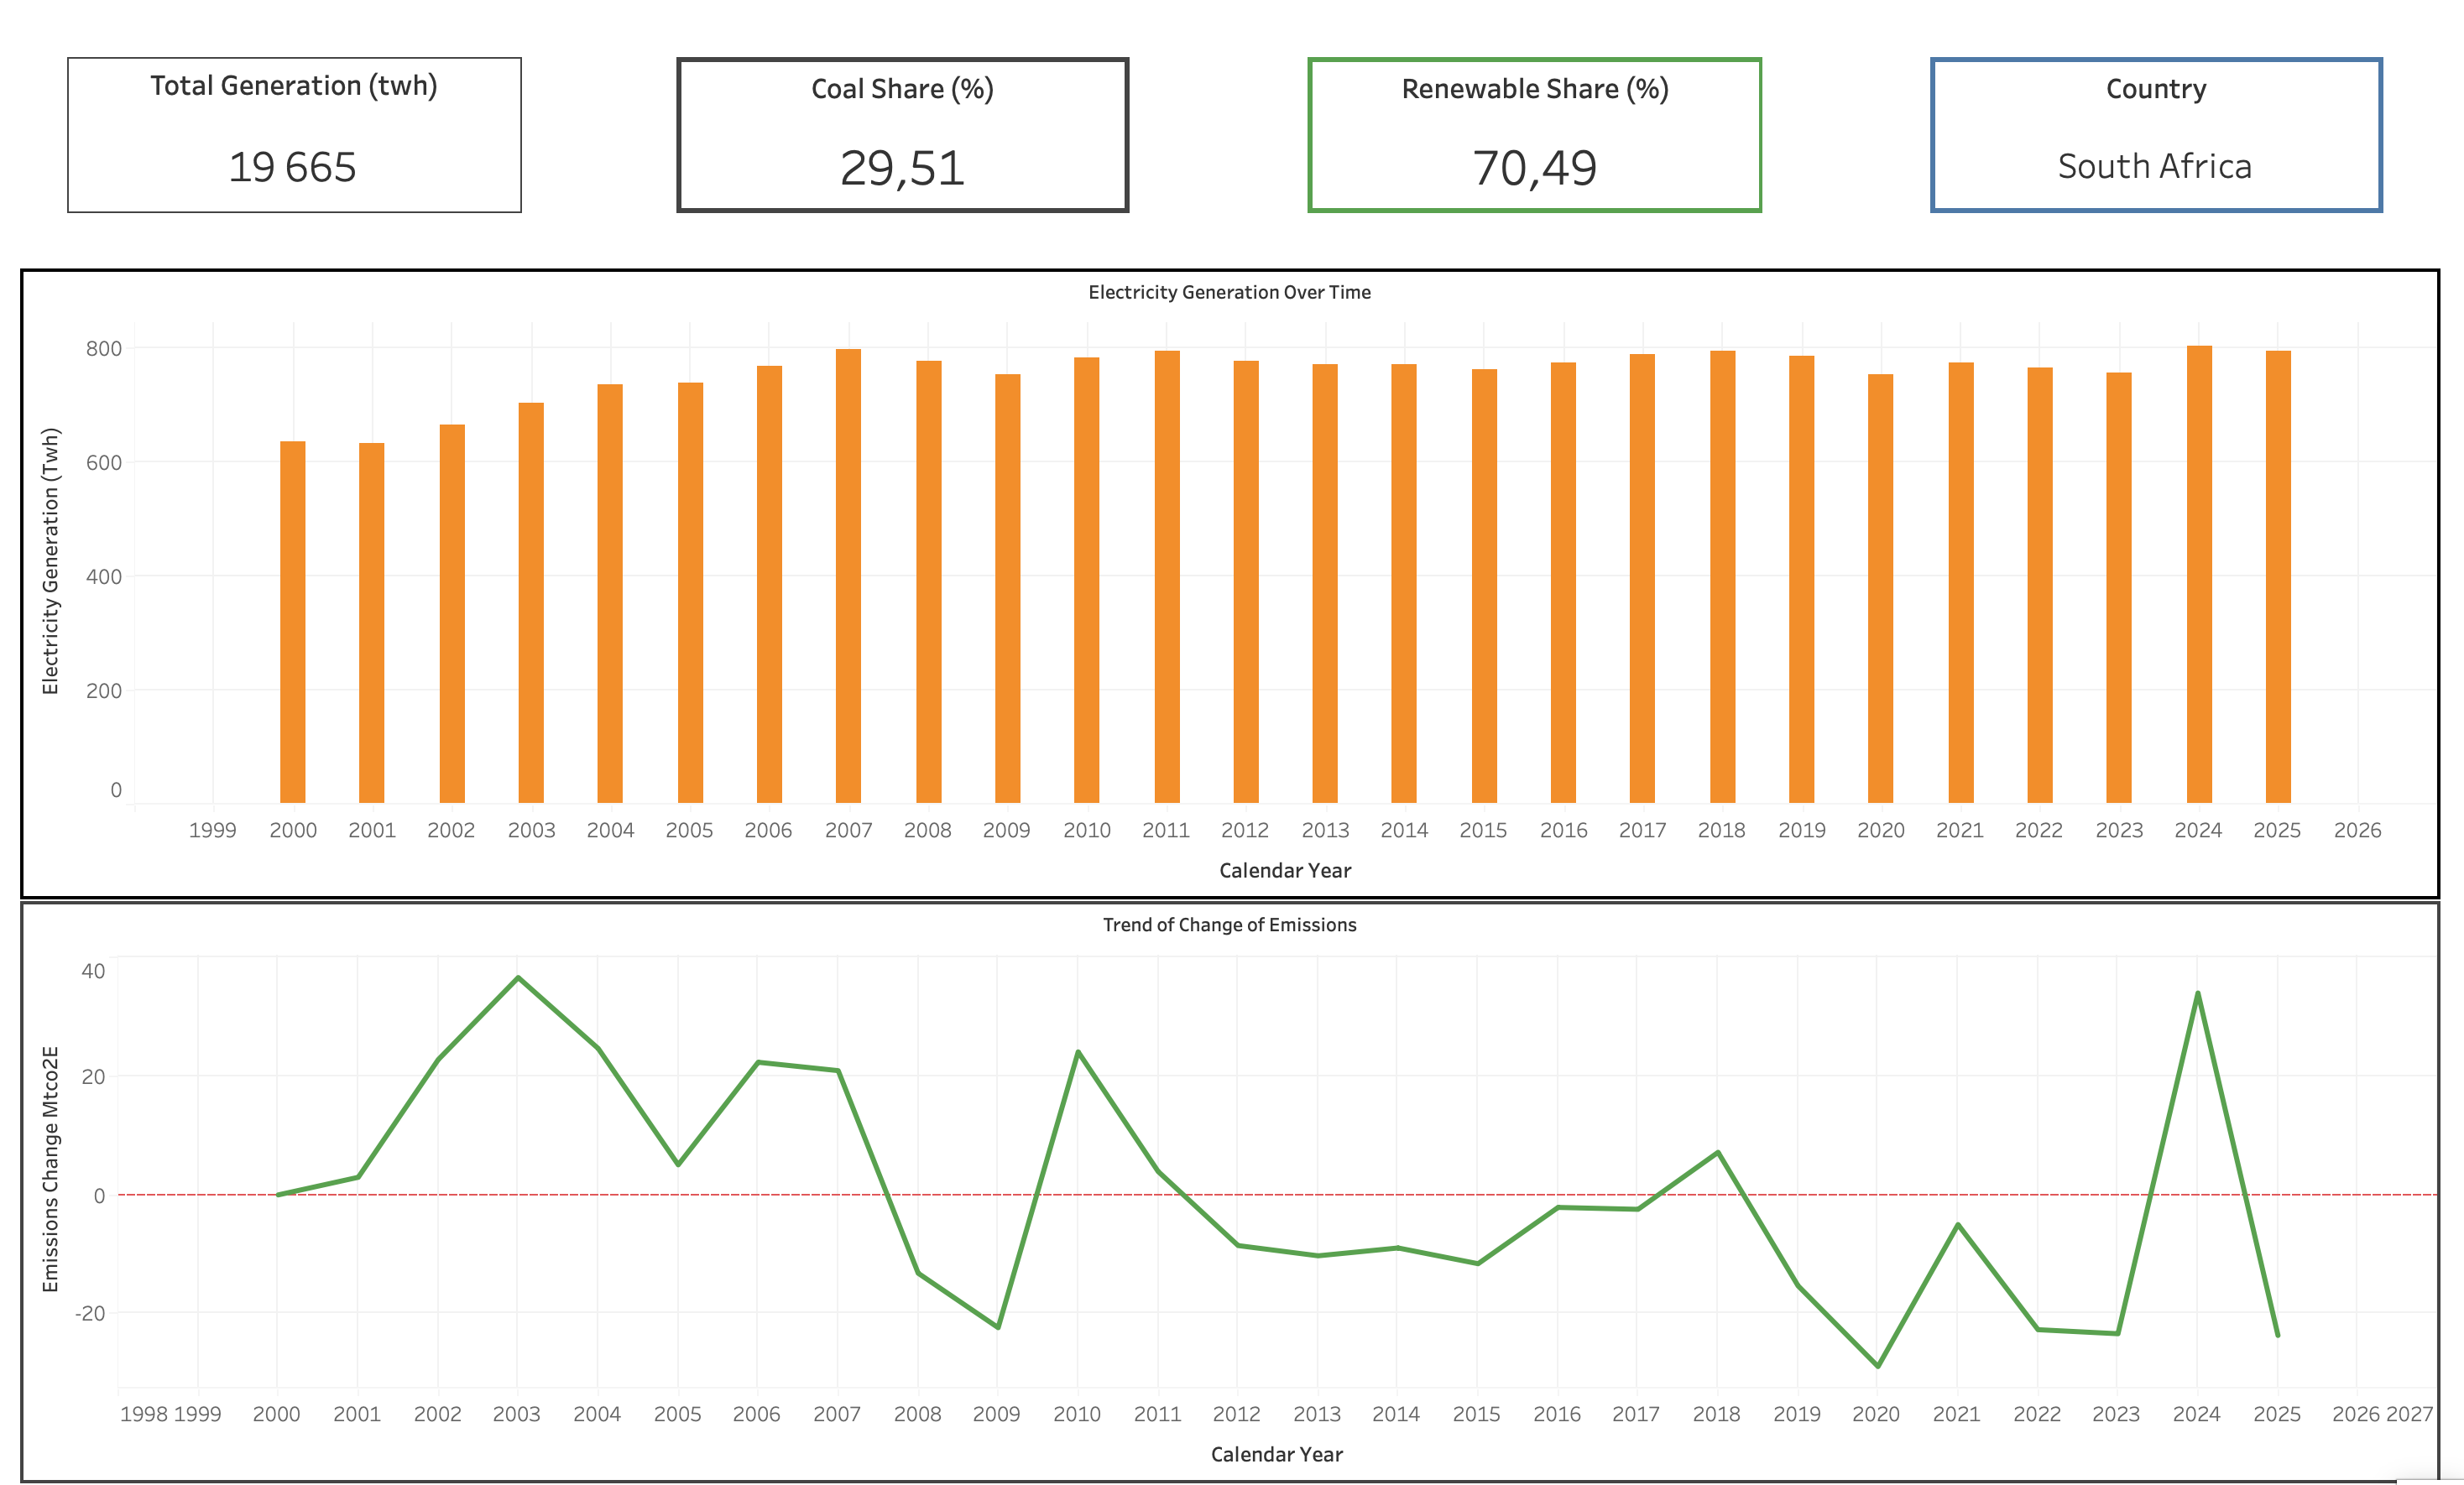 Total Generation (twh)
19 665
Coal Share (%)
29,51
Renewable Share (%)
70,49
Country
South Africa
Electricity Generation Over Time
Electricity Generation (Twh)
800
600
400
200
0
1999 2000 2001 2002 2003 2004 2005 2006 2007 2008 2009 2010 2011 2012 2013 2014 2015 2016 2017 2018 2019 2020 2021 2022 2023 2024 2025 2026
Calendar Year
Trend of Change of Emissions
Emissions Change Mtco2E
40
20
0
-20
1998 1999 2000 2001 2002 2003 2004 2005 2006 2007 2008 2009 2010 2011 2012 2013 2014 2015 2016 2017 2018 2019 2020 2021 2022 2023 2024 2025 2026 2027
Calendar Year